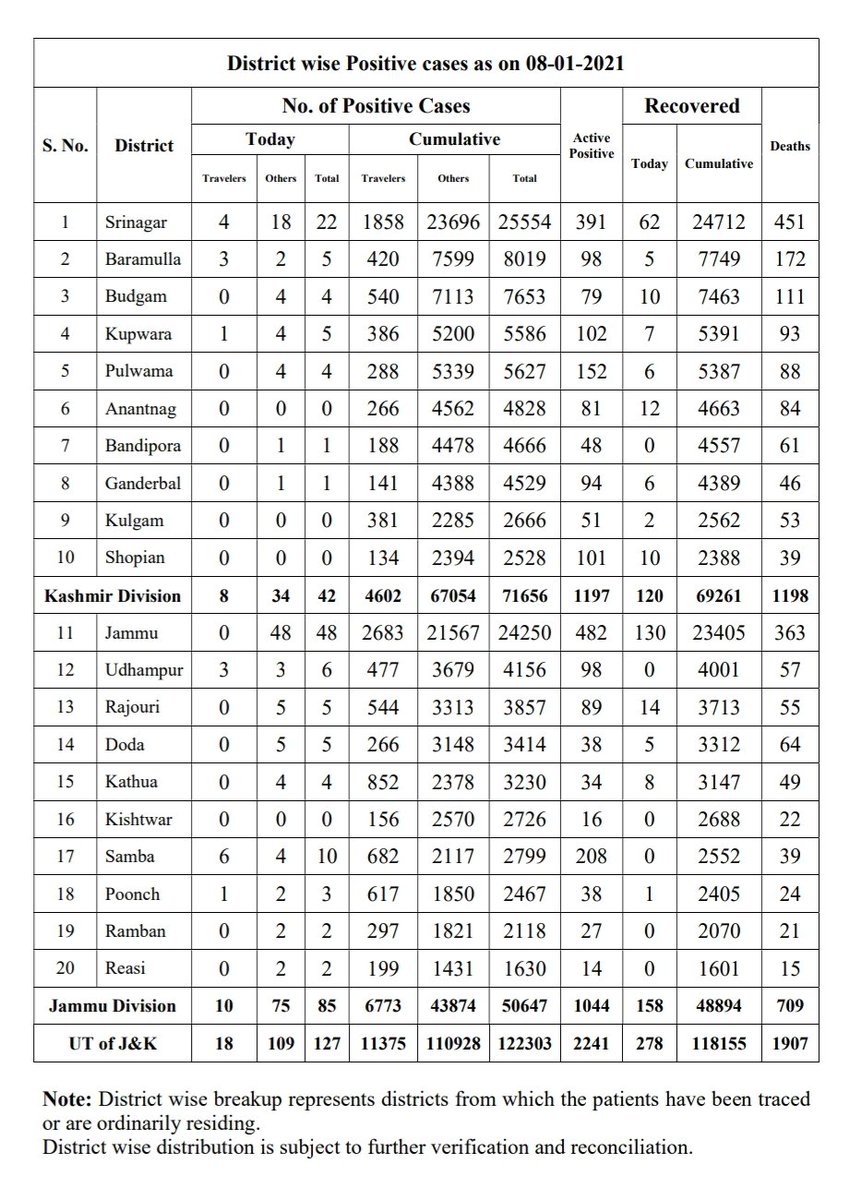 District wise Positive cases as on 08-01-2021
S. No. District No. of Positive Cases Active Positive Recovered Deaths
Today Cumulative Today Cumulative
Travelers Others Total Travelers Others Total
1 Srinagar 4 18 22 1858 23696 25554 391 62 24712 451
2 Baramulla 3 2 5 420 7599 8019 98 5 7749 172
3 Budgam 0 4 4 540 7113 7653 79 10 7463 111
4 Kupwara 1 4 5 386 5200 5586 102 7 5391 93
5 Pulwama 0 4 4 288 5339 5627 152 6 5387 88
6 Anantnag 0 0 0 266 4562 4828 81 12 4663 84
7 Bandipora 0 1 1 188 4478 4666 48 0 4557 61
8 Ganderbal 0 1 1 141 4388 4529 94 6 4389 46
9 Kulgam 0 0 0 381 2285 2666 51 2 2562 53
10 Shopian 0 0 0 134 2394 2528 101 10 2388 39
Kashmir Division 8 34 42 4602 67054 71656 1197 120 69261 1198
11 Jammu 0 48 48 2683 21567 24250 482 130 23405 363
12 Udhampur 3 3 6 477 3679 4156 98 0 4001 57
13 Rajouri 0 5 5 544 3313 3857 89 14 3713 55
14 Doda 0 5 5 266 3148 3414 38 5 3312 64
15 Kathua 0 4 4 852 2378 3230 34 8 3147 49
16 Kishtwar 0 0 0 156 2570 2726 16 0 2688 22
17 Samba 6 4 10 682 2117 2799 208 0 2552 39
18 Poonch 1 2 3 617 1850 2467 38 1 2405 24
19 Ramban 0 2 2 297 1821 2118 27 0 2070 21
20 Reasi 0 2 2 199 1431 1630 14 0 1601 15
Jammu Division 10 75 85 6773 43874 50647 1044 158 48894 709
UT of J&K 18 109 127 11375 110928 122303 2241 278 118155 1907
Note: District wise breakup represents districts from which the patients have been traced
or are ordinarily residing.
District wise distribution is subject to further verification and reconciliation.